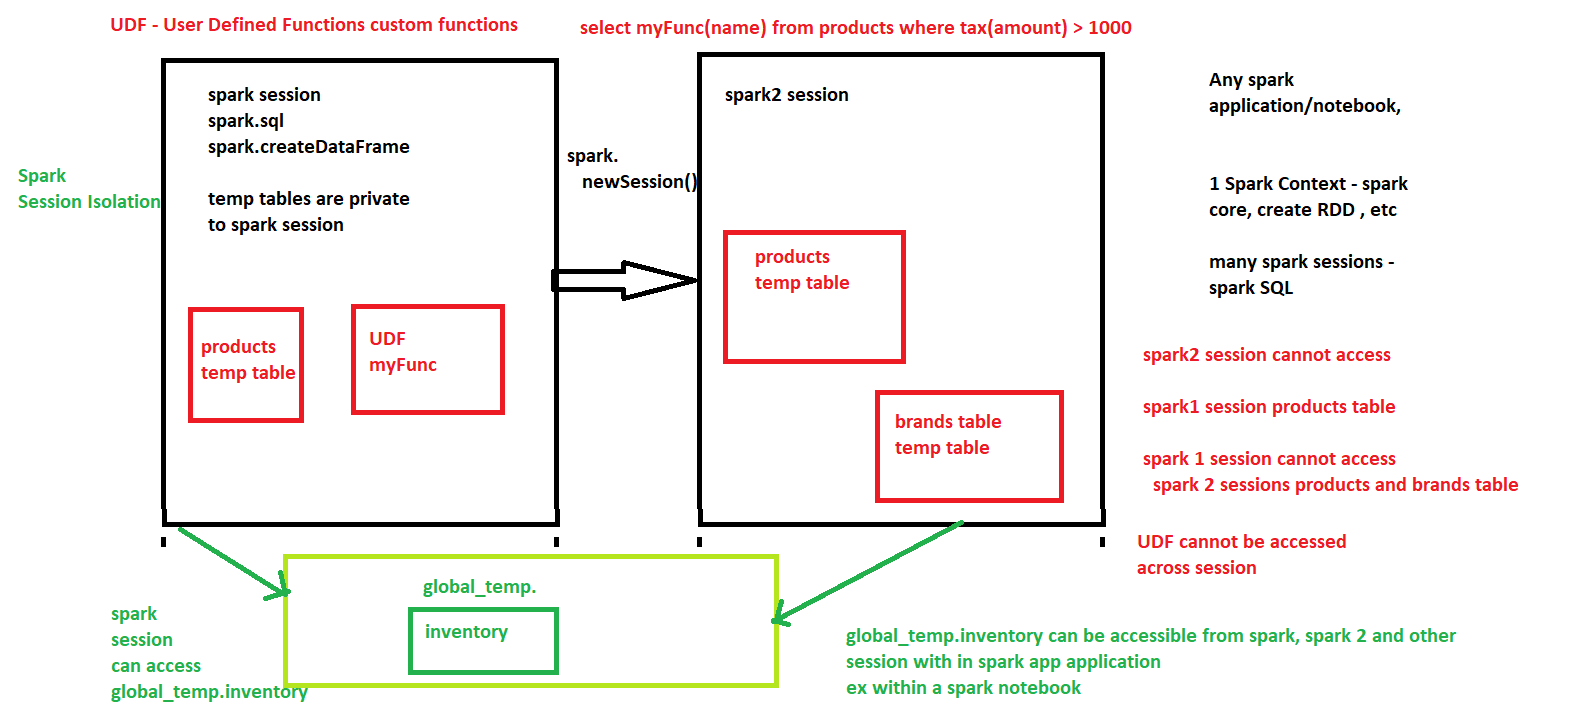 UDF - User Defined Functions custom functions
select myFunc(name) from products where tax(amount) > 1000
spark session
spark.sql
spark.createDataFrame
temp tables are private
to spark session
Spark
Session Isolation
products
temp table
UDF
myFunc
spark.
newSession()
spark2 session
products
temp table
brands table
temp table
Any spark
application/notebook,
1 Spark Context - spark
core, create RDD , etc
many spark sessions -
spark SQL
spark2 session cannot access
spark1 session products table
spark 1 session cannot access
spark 2 sessions products and brands table
UDF cannot be accessed
across session
global_temp.
inventory
spark
session
can access
global_temp.inventory
global_temp.inventory can be accessible from spark, spark 2 and other
session with in spark app application
ex within a spark notebook